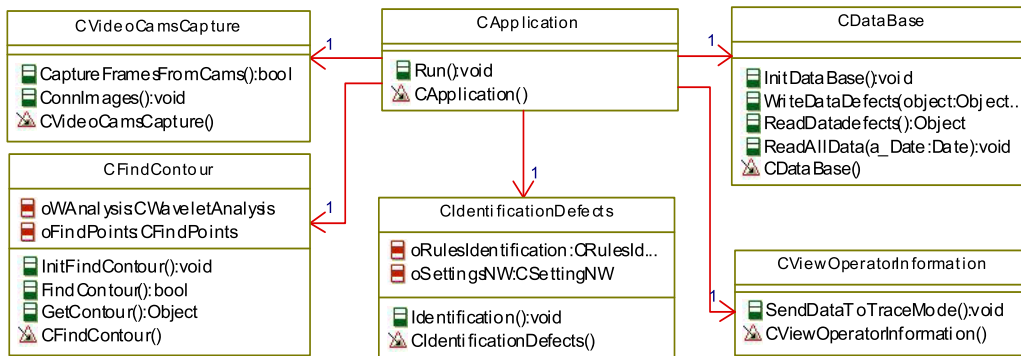 CVideoCamsCapture
CaptureFramesFromCams():bool
ConnImages():void
CVideoCamsCapture()
CApplication
Run():void
CApplication()
CDataBase
InitDataBase():void
WriteDataDefects(object:Object...
ReadDatadefects():Object
ReadAllData(a_Date:Date):void
CDataBase()
1
1
CFindContour
oWAnalysis:CWaveletAnalysis
oFindPoints:CFindPoints
InitFindContour():void
FindContour():bool
GetContour():Object
CFindContour()
1
1
CIdentificationDefects
oRulesIdentification:CRulesId...
oSettingsNW:CSettingNW
Identification():void
CIdentificationDefects()
1
CViewOperatorInformation
SendDataToTraceMode():void
CViewOperatorInformation()